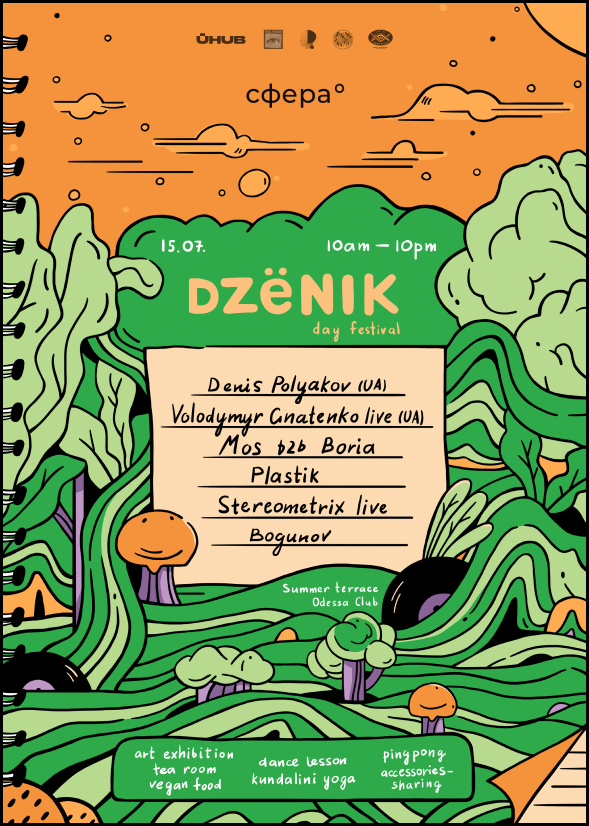 ÜHUB
сфера
15.07. 10am — 10pm
DZËNIK
day festival
Denis Polyakov (UA)
Volodymyr Gnatenko live (UA)
Mos b2b Boria
Plastik
Stereometrix live
Bogunov
Summer terrace
Odessa Club
art exhibition
tea room
vegan food
dance lesson
kundalini yoga
pingpong
accessories-
sharing